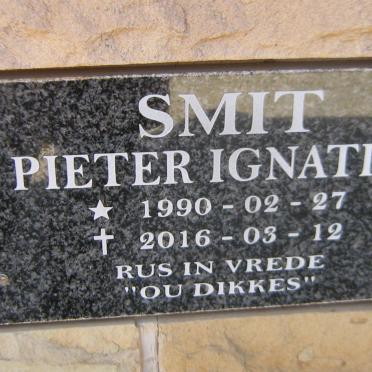 SMIT
PIETER IGNATI
★ 1990 - 02 - 27
✝ 2016 - 03 - 12
RUS IN VREDE
"OU DIKKES"